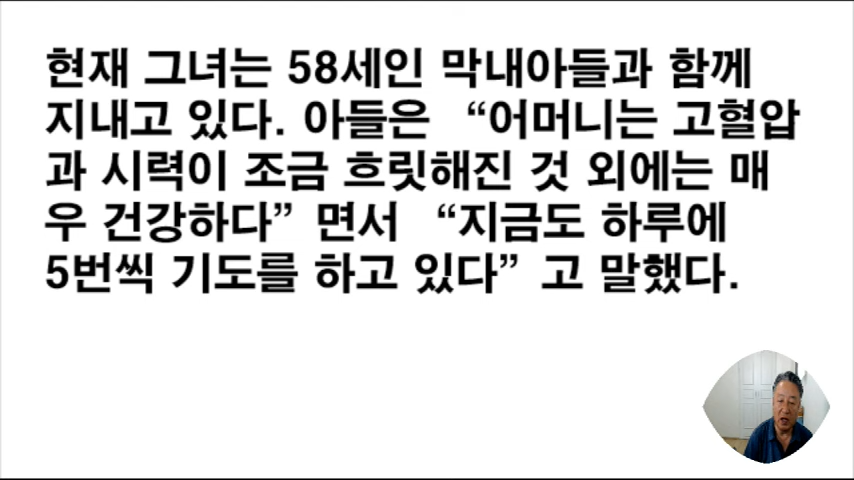 현재 그녀는 58세인 막내아들과 함께
지내고 있다. 아들은 “어머니는 고혈압
과 시력이 조금 흐릿해진 것 외에는 매
우 건강하다” 면서 “지금도 하루에
5번씩 기도를 하고 있다” 고 말했다.